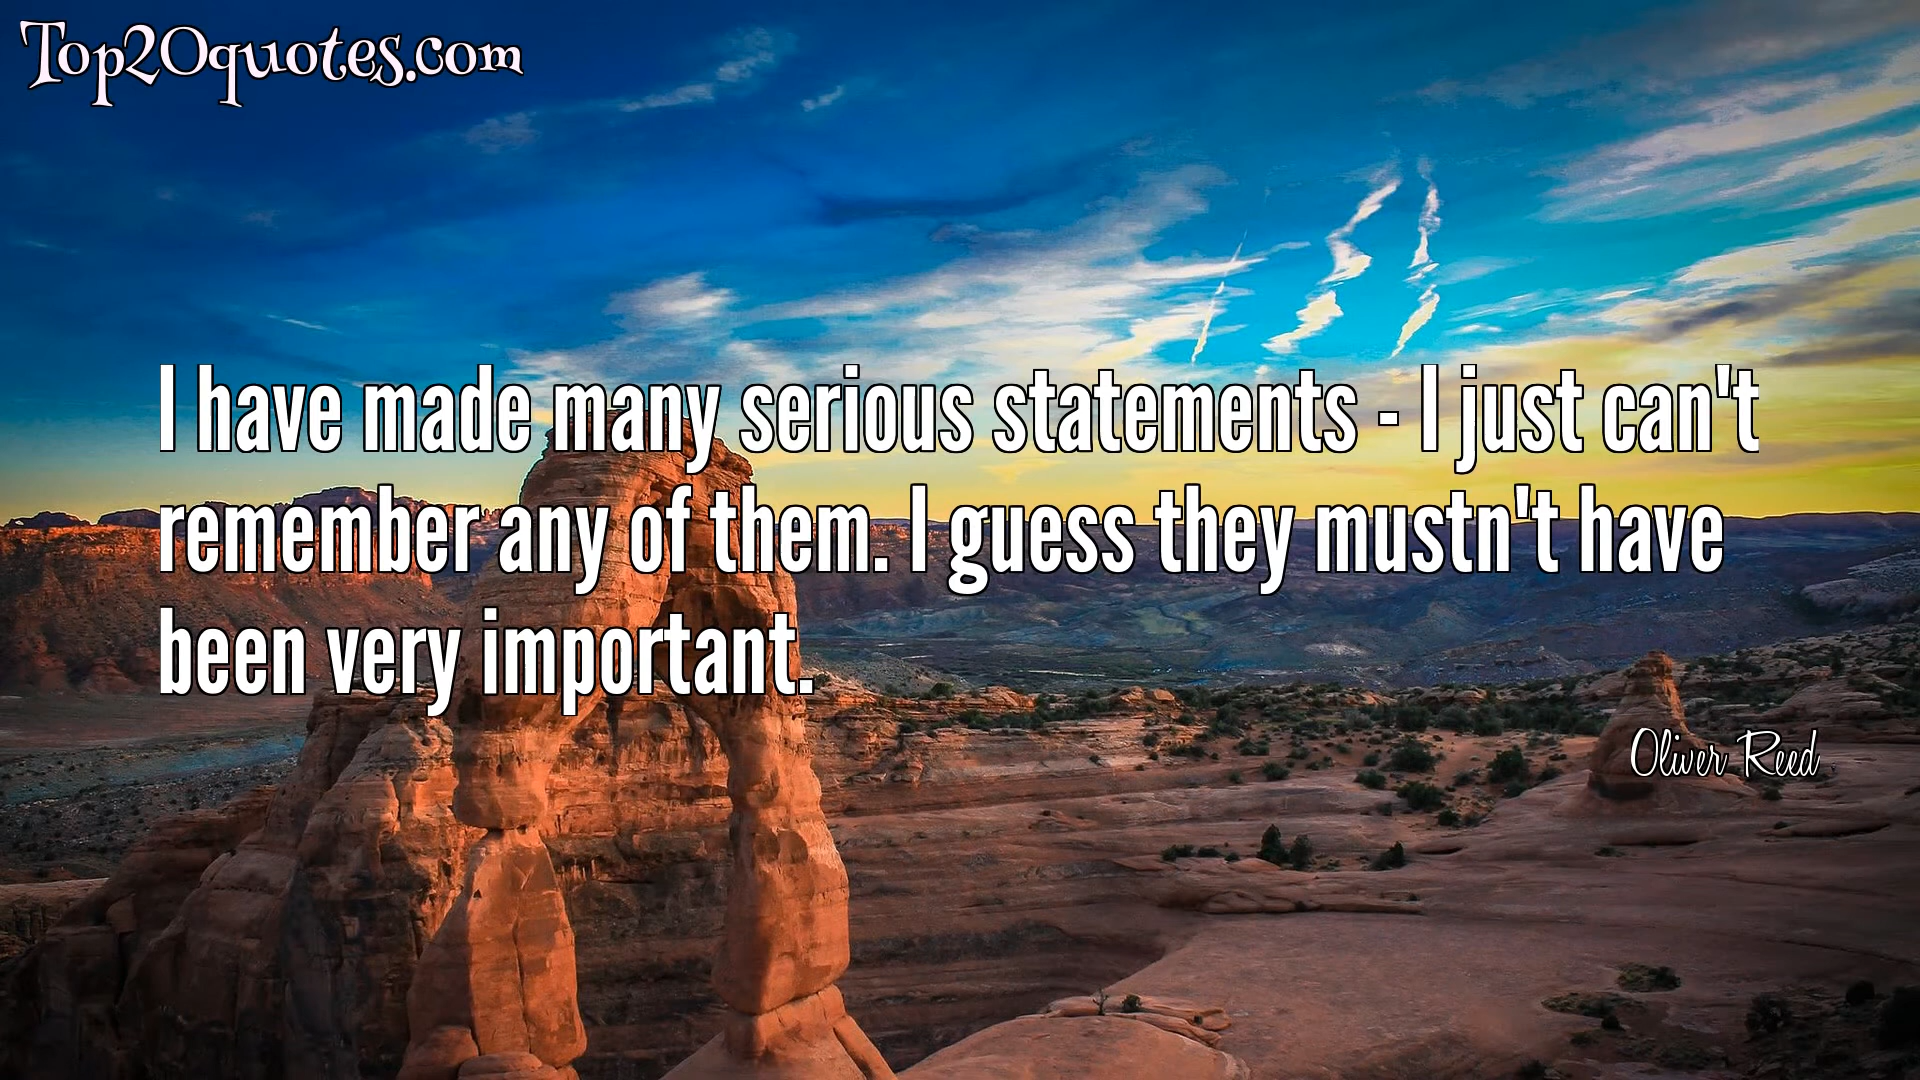 Top20quotes.com
I have made many serious statements - I just can't
remember any of them. I guess they mustn't have
been very important.
Oliver Reed